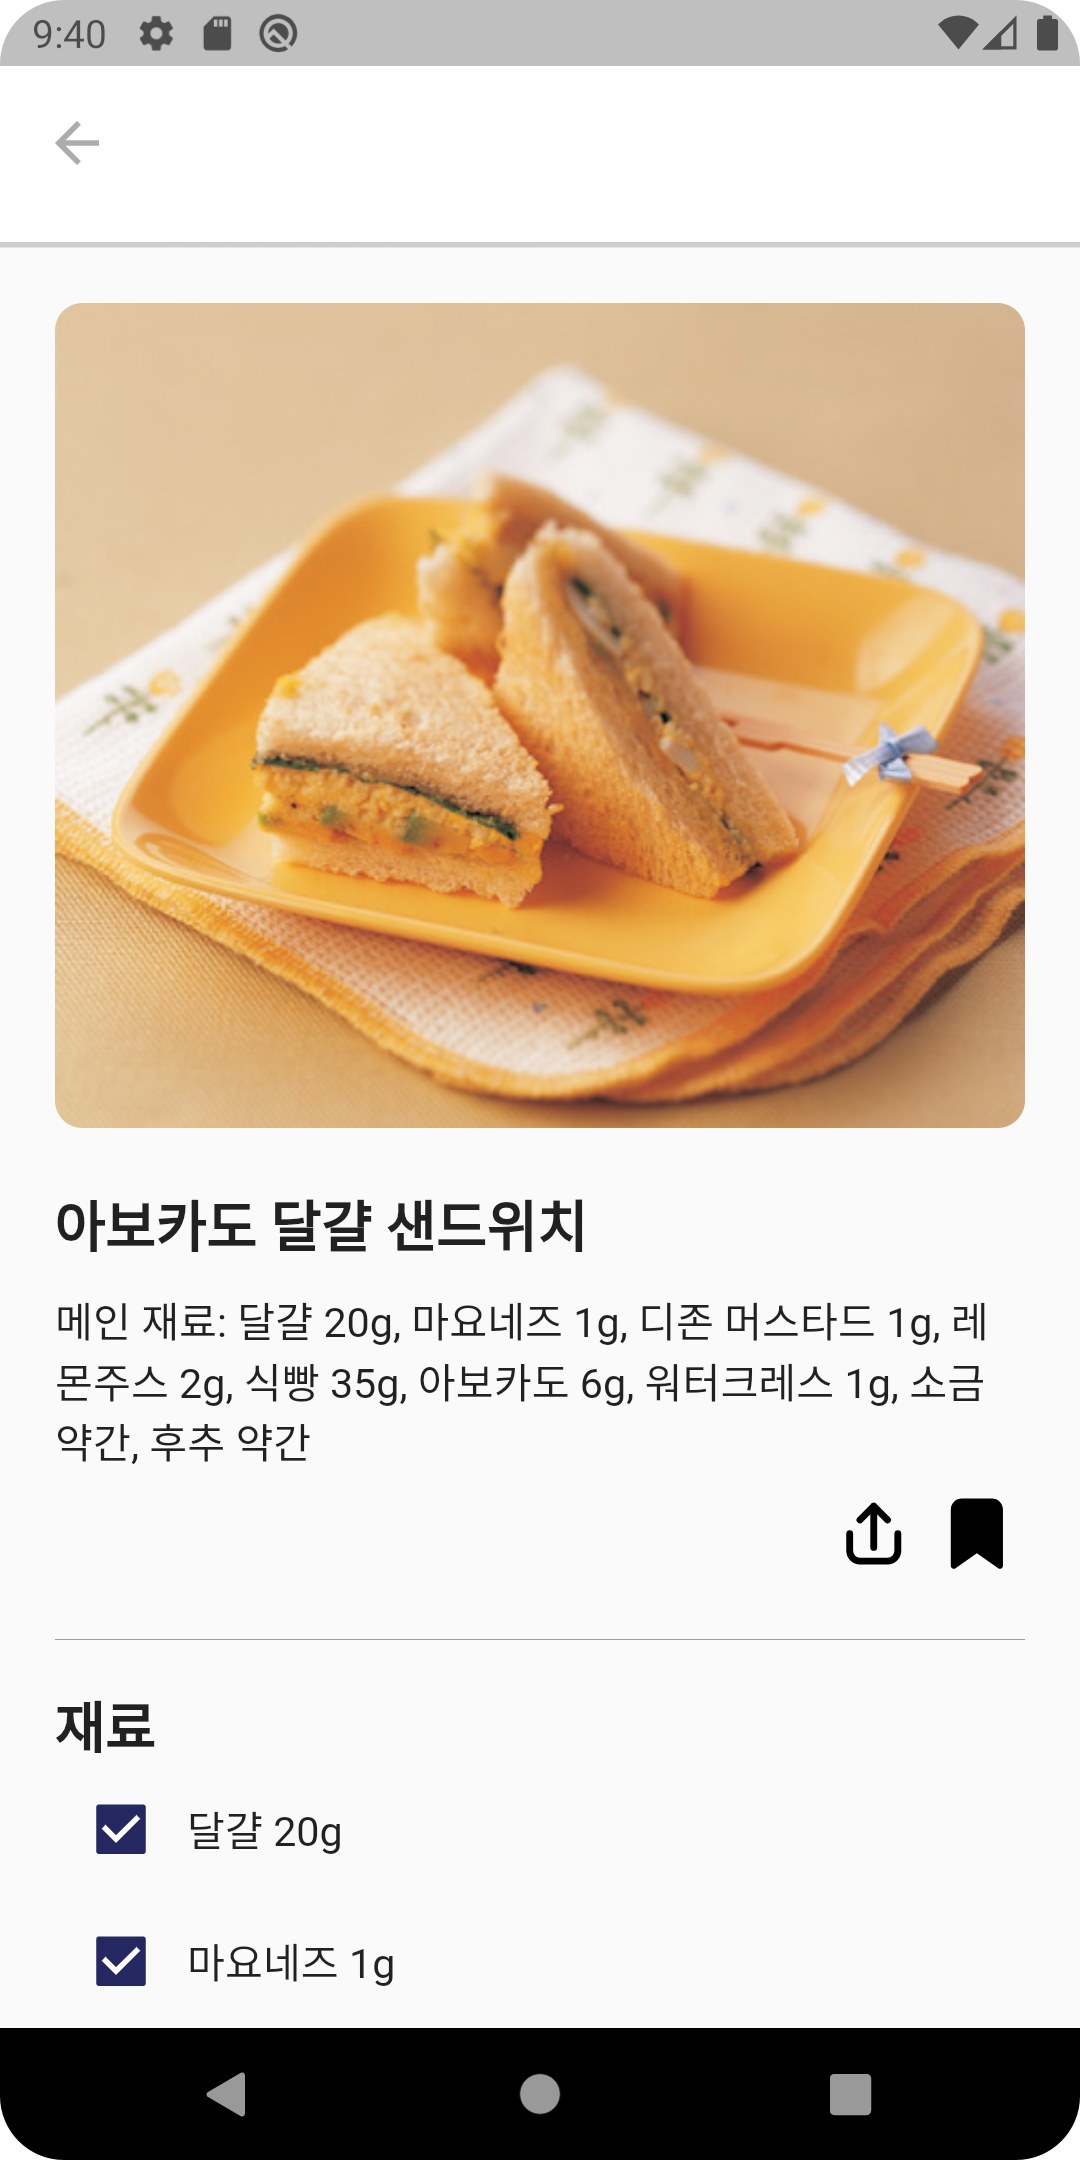 9:40
아보카도 달걀 샌드위치
메인 재료: 달걀 20g, 마요네즈 1g, 디존 머스타드 1g, 레
몬주스 2g, 식빵 35g, 아보카도 6g, 워터크레스 1g, 소금
약간, 후추 약간
재료
달걀 20g
마요네즈 1g